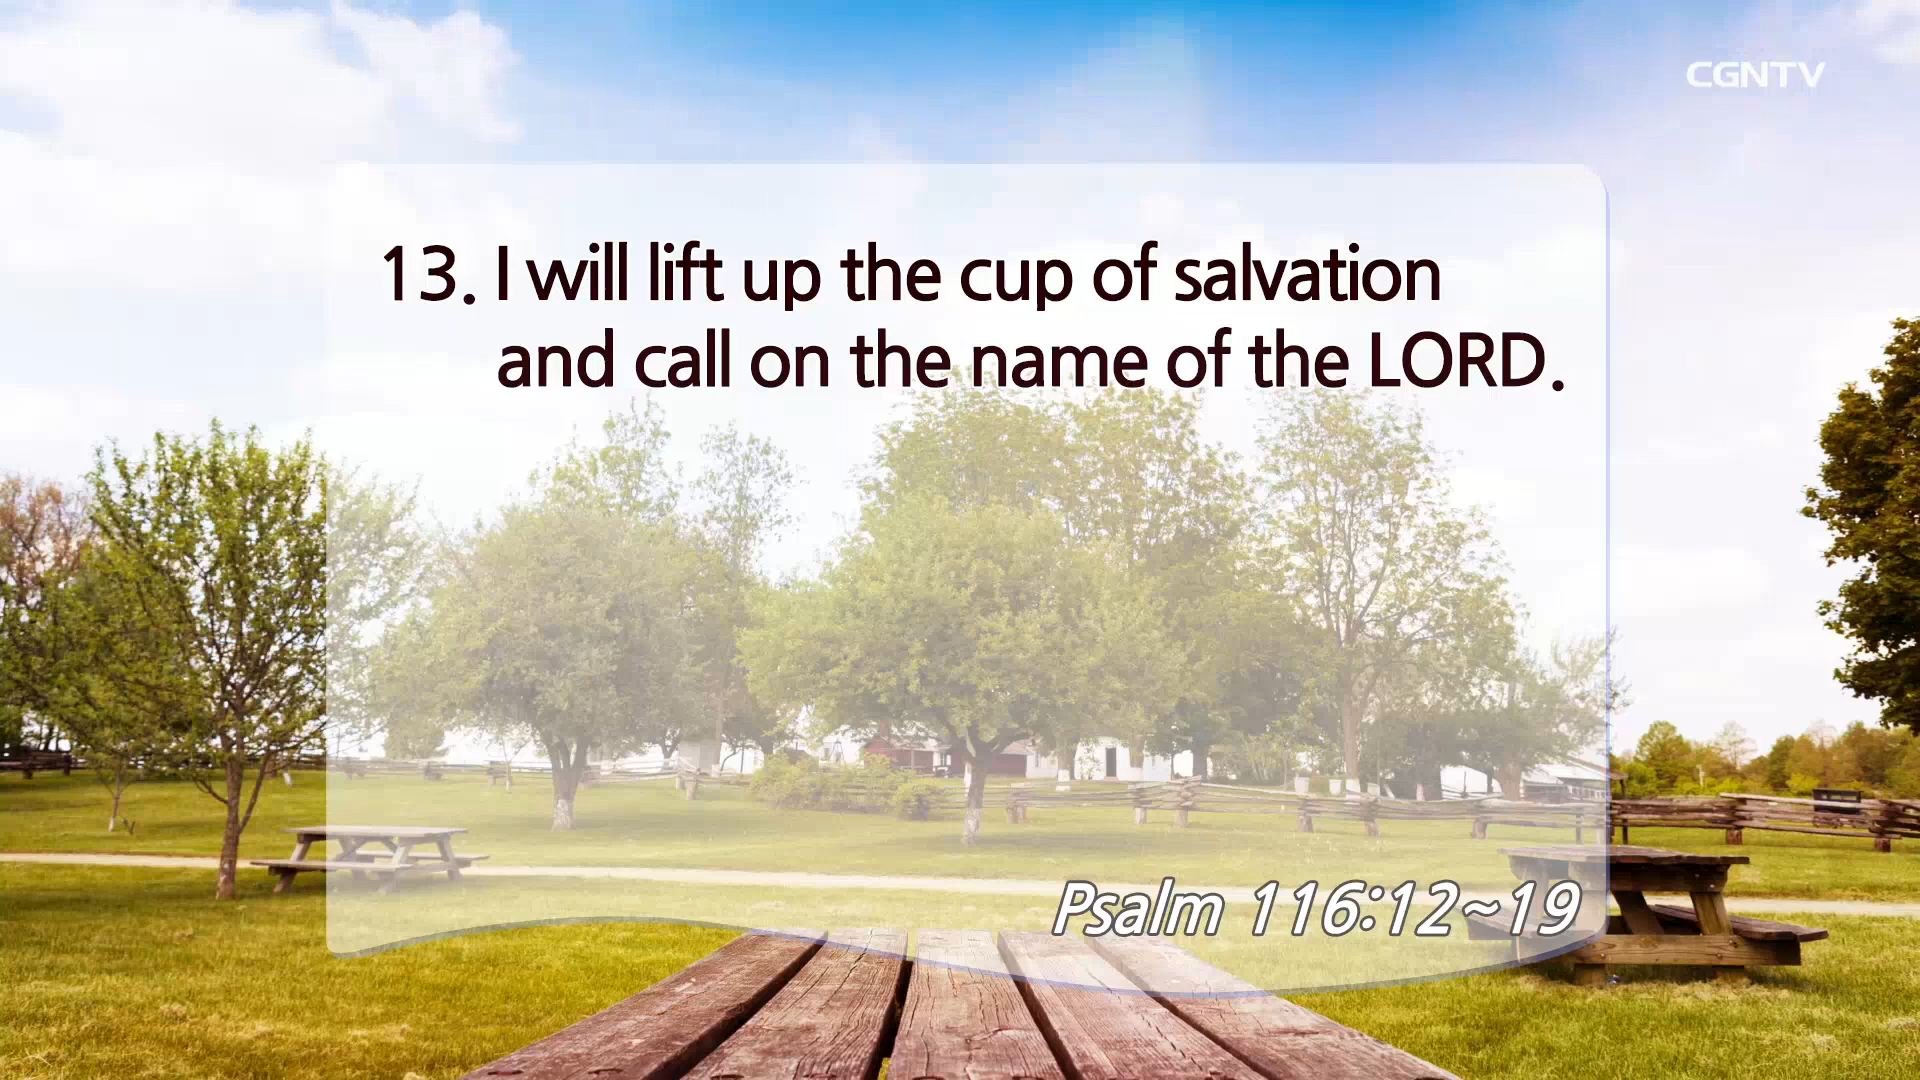 CGNTV
13. I will lift up the cup of salvation
and call on the name of the LORD.
Psalm 116:12~19